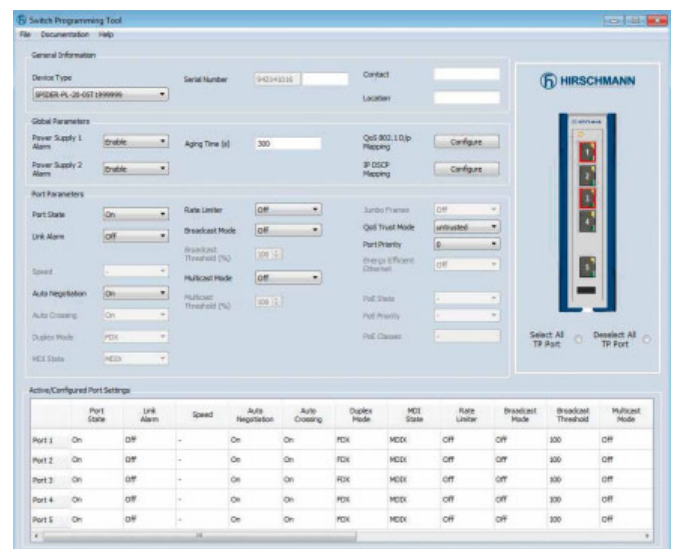 Switch Programming Tool
File Documentation Help
General Information
Device Type
SPIDER-PL-20-05T1999999
Serial Number 942141016
Contact
Location
Global Parameters
Power Supply 1 Alarm Enable
Power Supply 2 Alarm Enable
Aging Time [s] 300
QoS 802.1D/p Mapping Configure
IP DSCP Mapping Configure
Port Parameters
Port State On
Link Alarm Off
Speed -
Auto Negotiation On
Auto Crossing On
Duplex Mode FDX
MDI State MDIX
Rate Limiter Off
Broadcast Mode Off
Broadcast Threshold (%) 100
Multicast Mode Off
Multicast Threshold (%) 100
Jumbo Frames Off
QoS Trust Mode untrusted
Port Priority 0
Energy Efficient Ethernet Off
PoE State -
PoE Priority -
PoE Classes -
HIRSCHMANN
1
2
3
4
5
Select All TP Port
Deselect All TP Port
Active/Configured Port Settings
Port State Link Alarm Speed Auto Negotiation Auto Crossing Duplex Mode MDI State Rate Limiter Broadcast Mode Broadcast Threshold Multicast Mode
Port 1 On Off - On On FDX MDIX Off Off 100 Off
Port 2 On Off - On On FDX MDIX Off Off 100 Off
Port 3 On Off - On On FDX MDIX Off Off 100 Off
Port 4 On Off - On On FDX MDIX Off Off 100 Off
Port 5 On Off - On On FDX MDIX Off Off 100 Off